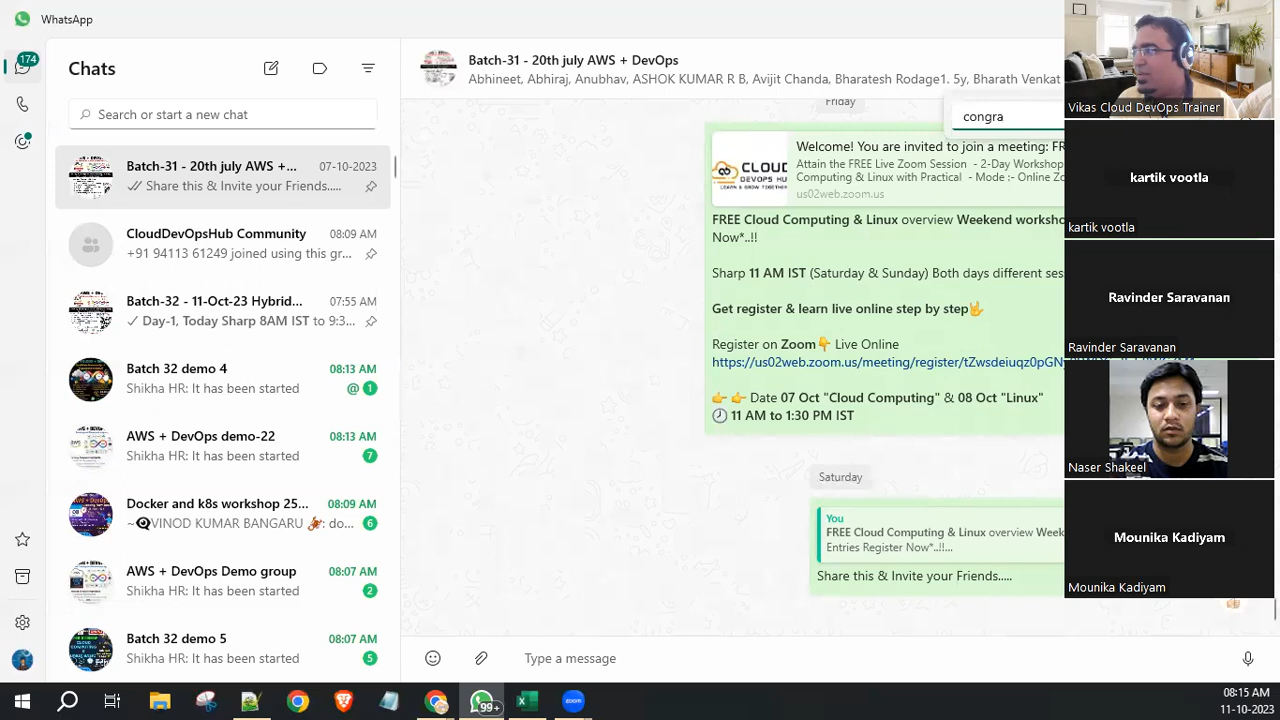 WhatsApp
174
Chats
Search or start a new chat
Batch-31 - 20th july AWS +... 07-10-2023
Share this & Invite your Friends.....
CloudDevOpsHub Community 08:09 AM
+91 94113 61249 joined using this gr...
Batch-32 - 11-Oct-23 Hybrid... 07:55 AM
Day-1, Today Sharp 8AM IST to 9:3...
Batch 32 demo 4 08:13 AM
Shikha HR: It has been started @ 1
AWS + DevOps demo-22 08:13 AM
Shikha HR: It has been started 7
Docker and k8s workshop 25... 08:09 AM
~👁VINOD KUMAR BANGARU: do... 6
AWS + DevOps Demo group 08:07 AM
Shikha HR: It has been started 2
Batch 32 demo 5 08:07 AM
Shikha HR: It has been started 5
Batch-31 - 20th july AWS + DevOps
Abhineet, Abhiraj, Anubhav, ASHOK KUMAR R B, Avijit Chanda, Bharatesh Rodage1. 5y, Bharath Venkat
Friday
congra
CLOUD
DEVOPS HUB
LEARN & GROW TOGETHER
Welcome! You are invited to join a meeting: FR
Attain the FREE Live Zoom Session - 2-Day Workshop
Computing & Linux with Practical - Mode :- Online Zo
us02web.zoom.us
FREE Cloud Computing & Linux overview Weekend worksho
Now*..!!
Sharp 11 AM IST (Saturday & Sunday) Both days different ses
Get register & learn live online step by step🤟
Register on Zoom👇 Live Online
https://us02web.zoom.us/meeting/register/tZwsdeiuqz0pGN
👉 👉 Date 07 Oct "Cloud Computing" & 08 Oct "Linux"
🕗 11 AM to 1:30 PM IST
Saturday
You
FREE Cloud Computing & Linux overview Week
Entries Register Now*..!!...
Share this & Invite your Friends.....
Type a message
Vikas Cloud DevOps Trainer
kartik vootla
kartik vootla
Ravinder Saravanan
Ravinder Saravanan
Naser Shakeel
Mounika Kadiyam
Mounika Kadiyam
99+
zoom
08:15 AM
11-10-2023